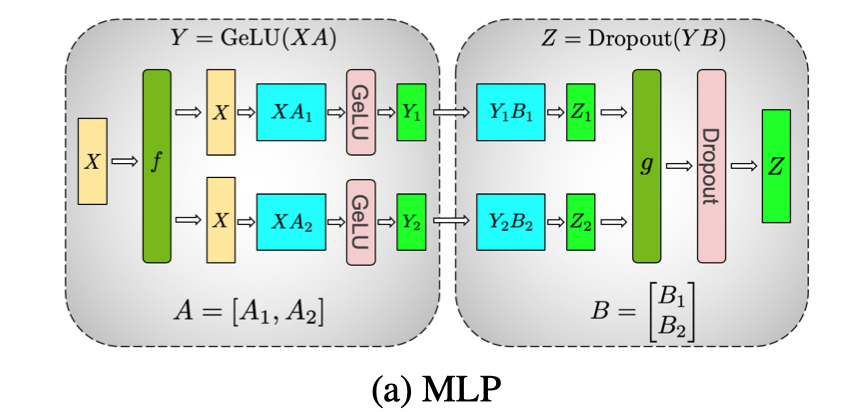 Y = GeLU(XA)
Z = Dropout(YB)
X
f
X
XA₁
GeLU
Y₁
Y₁B₁
Z₁
X
XA₂
GeLU
Y₂
Y₂B₂
Z₂
g
Dropout
Z
A = [A₁, A₂]
B = [B₁
B₂]
(a) MLP